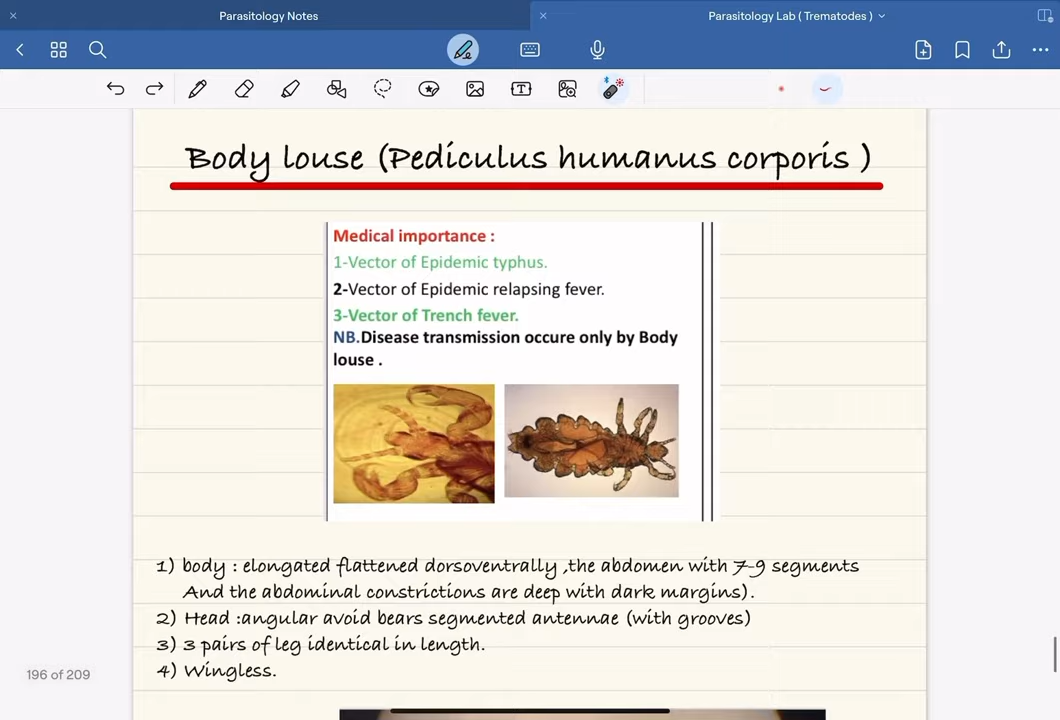 Parasitology Notes
Parasitology Lab ( Trematodes )
Body louse (Pediculus humanus corporis )
Medical importance :
1-Vector of Epidemic typhus.
2-Vector of Epidemic relapsing fever.
3-Vector of Trench fever.
NB.Disease transmission occure only by Body
louse .
1) body : elongated flattened dorsoventrally ,the abdomen with 7-9 segments
And the abdominal constrictions are deep with dark margins).
2) Head :angular avoid bears segmented antennae (with grooves)
3) 3 pairs of leg identical in length.
4) Wingless.
196 of 209